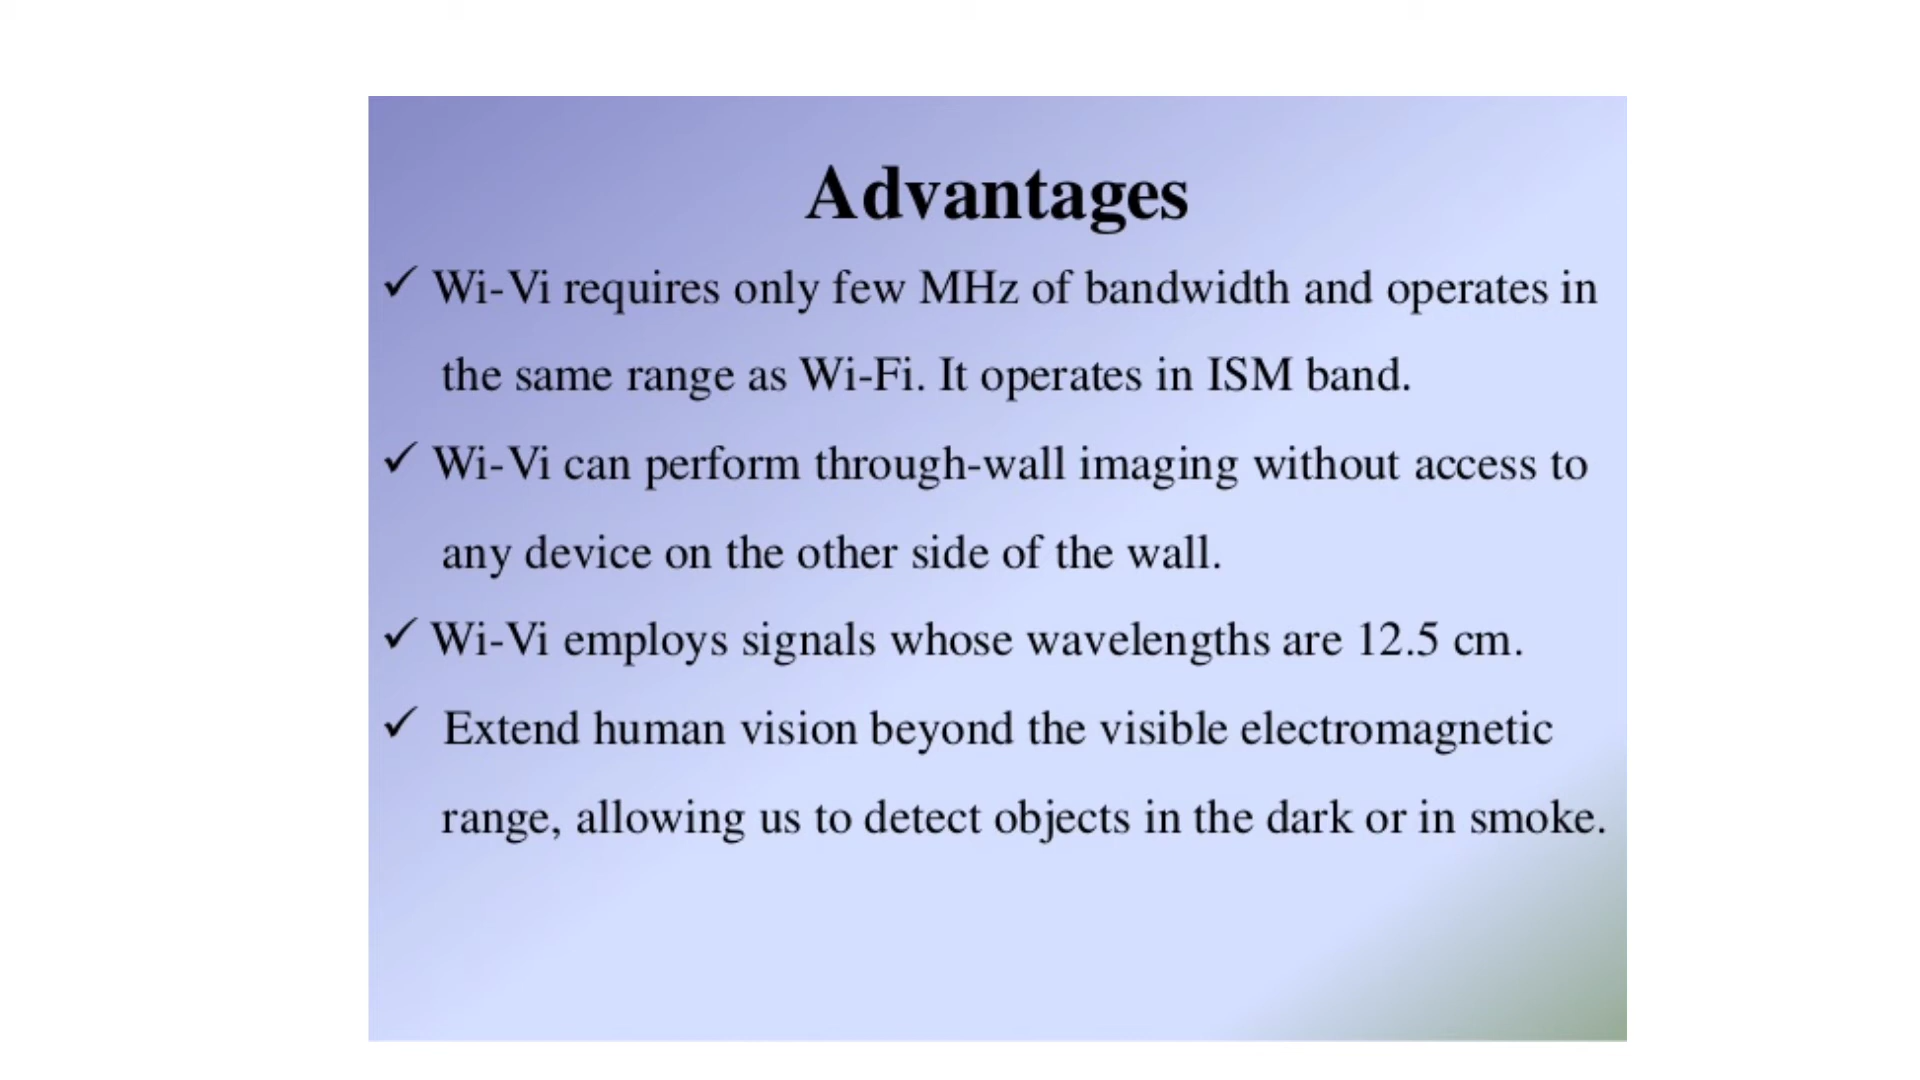 Advantages
✓ Wi-Vi requires only few MHz of bandwidth and operates in
the same range as Wi-Fi. It operates in ISM band.
✓ Wi-Vi can perform through-wall imaging without access to
any device on the other side of the wall.
✓ Wi-Vi employs signals whose wavelengths are 12.5 cm.
✓ Extend human vision beyond the visible electromagnetic
range, allowing us to detect objects in the dark or in smoke.